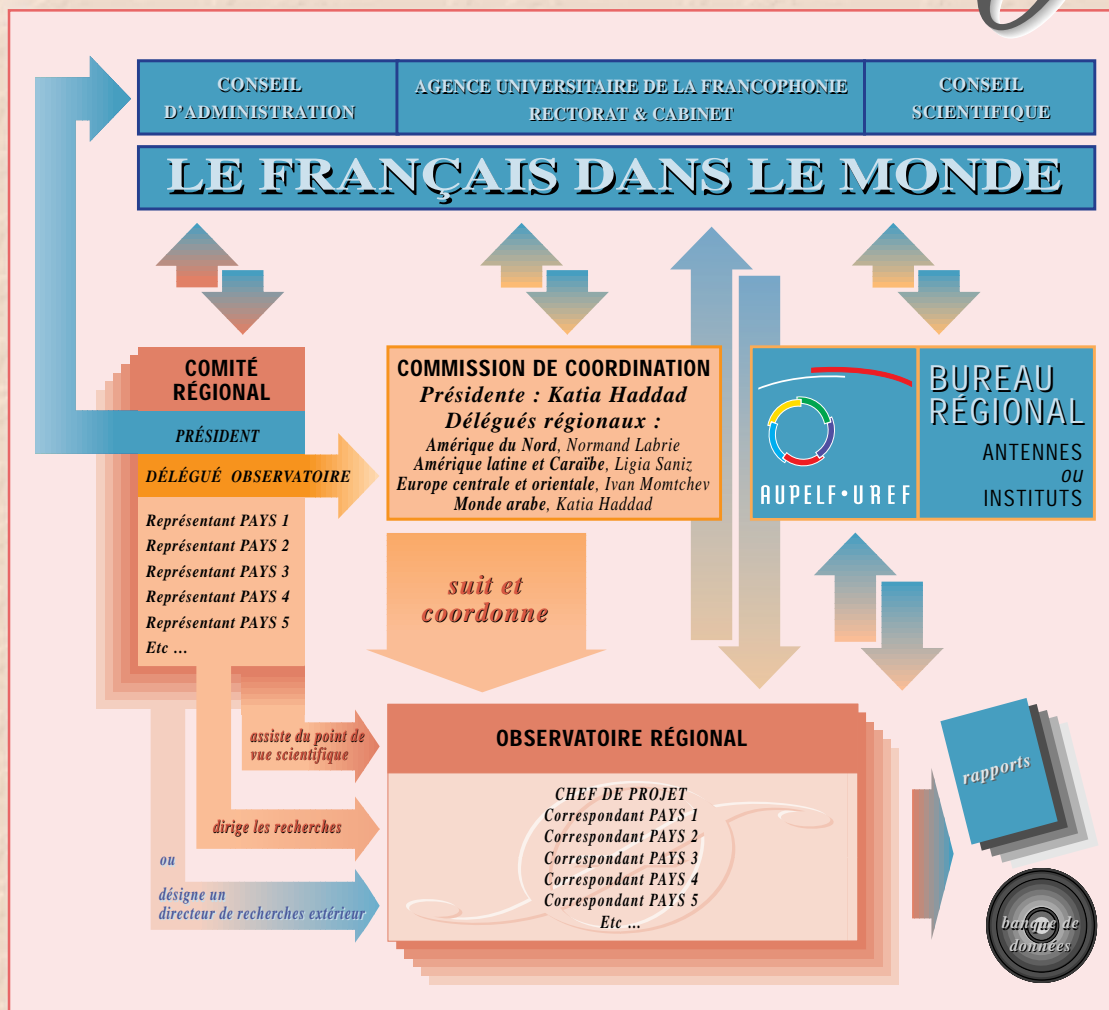 CONSEIL
D'ADMINISTRATION
AGENCE UNIVERSITAIRE DE LA FRANCOPHONIE
RECTORAT & CABINET
CONSEIL
SCIENTIFIQUE
LE FRANÇAIS DANS LE MONDE
COMITÉ
RÉGIONAL
PRÉSIDENT
DÉLÉGUÉ OBSERVATOIRE
Représentant PAYS 1
Représentant PAYS 2
Représentant PAYS 3
Représentant PAYS 4
Représentant PAYS 5
Etc ...
COMMISSION DE COORDINATION
Présidente : Katia Haddad
Délégués régionaux :
Amérique du Nord, Normand Labrie
Amérique latine et Caraïbe, Ligia Saniz
Europe centrale et orientale, Ivan Momtchev
Monde arabe, Katia Haddad
AUPELF•UREF
BUREAU
RÉGIONAL
ANTENNES
ou
INSTITUTS
suit et
coordonne
assiste du point de
vue scientifique
dirige les recherches
ou
désigne un
directeur de recherches extérieur
OBSERVATOIRE RÉGIONAL
CHEF DE PROJET
Correspondant PAYS 1
Correspondant PAYS 2
Correspondant PAYS 3
Correspondant PAYS 4
Correspondant PAYS 5
Etc ...
rapports
banque de
données